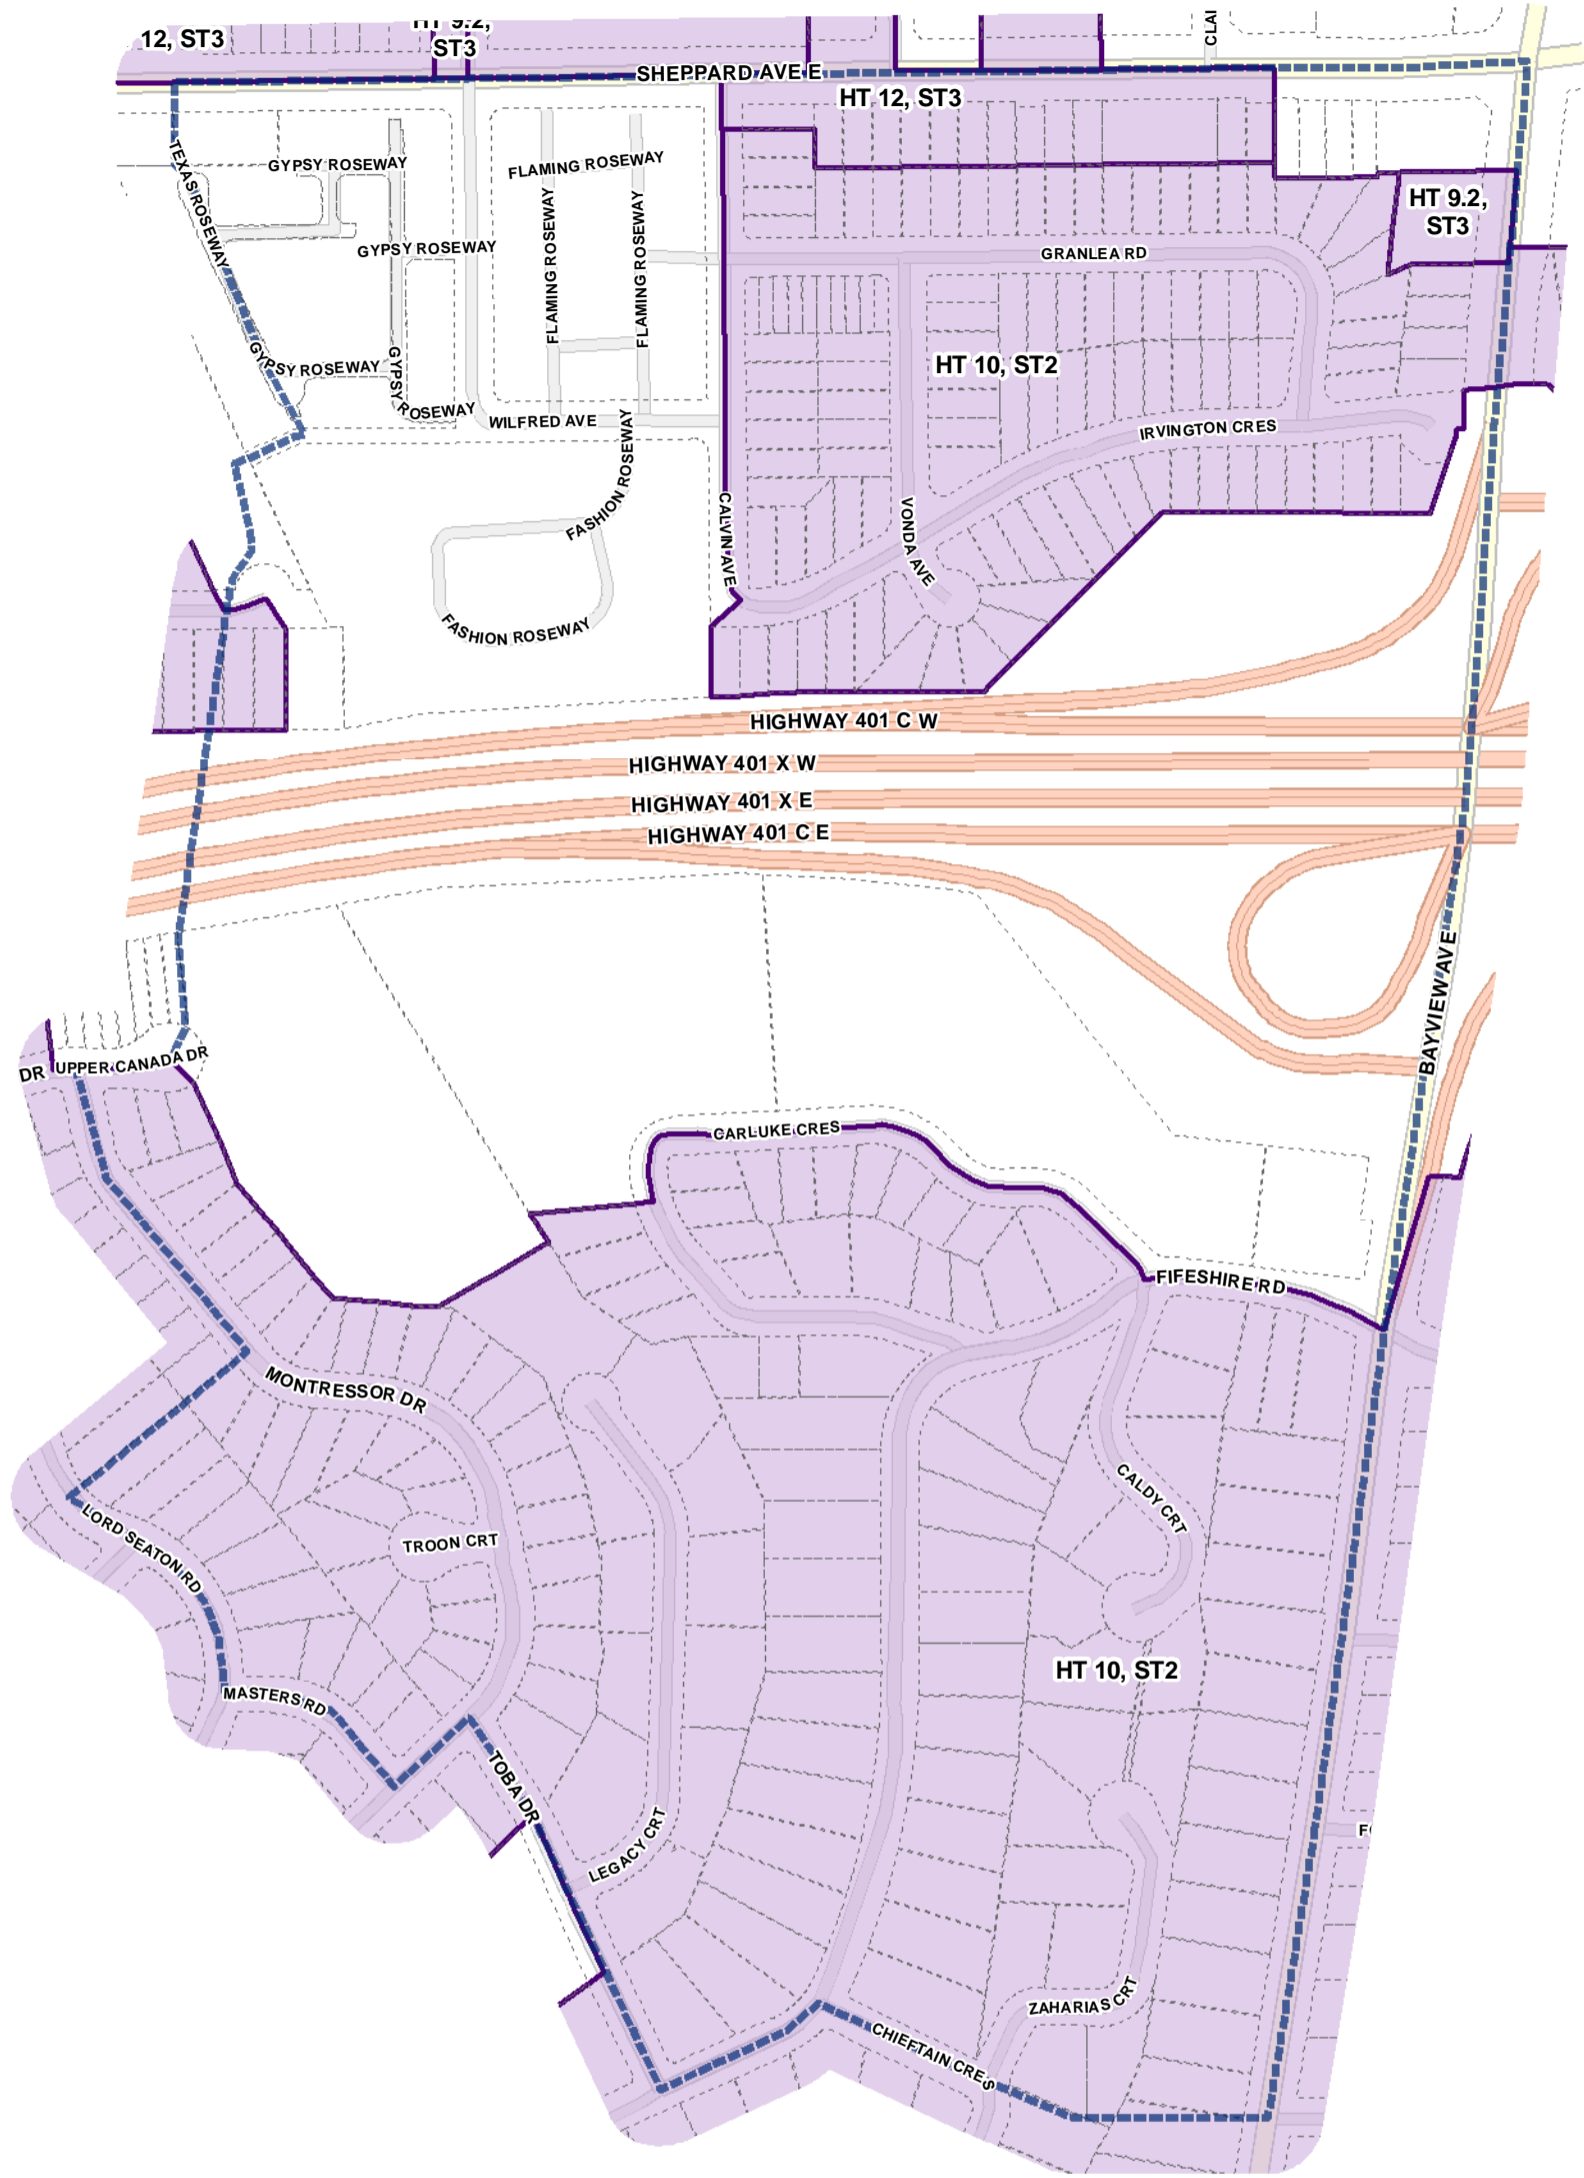 HT 9.2,
ST3
12, ST3
CLAI
SHEPPARD AVE E
HT 12, ST3
TEXAS ROSEWAY
GYPSY ROSEWAY
FLAMING ROSEWAY
HT 9.2,
ST3
GYPSY ROSEWAY
FLAMING ROSEWAY
FLAMING ROSEWAY
GRANLEA RD
GYPSY ROSEWAY
GYPSY ROSEWAY
HT 10, ST2
WILFRED AVE
IRVINGTON CRES
FASHION ROSEWAY
CALVIN AVE
VONDA AVE
FASHION ROSEWAY
HIGHWAY 401 C W
HIGHWAY 401 X W
HIGHWAY 401 X E
HIGHWAY 401 C E
BAYVIEW AVE
DR
UPPER CANADA DR
CARLUKE CRES
FIFESHIRE RD
MONTRESSOR DR
CALDY CRT
LORD SEATON RD
TROON CRT
HT 10, ST2
MASTERS RD
TOBA DR
LEGACY CRT
F
ZAHARIAS CRT
CHIEFTAIN CRES